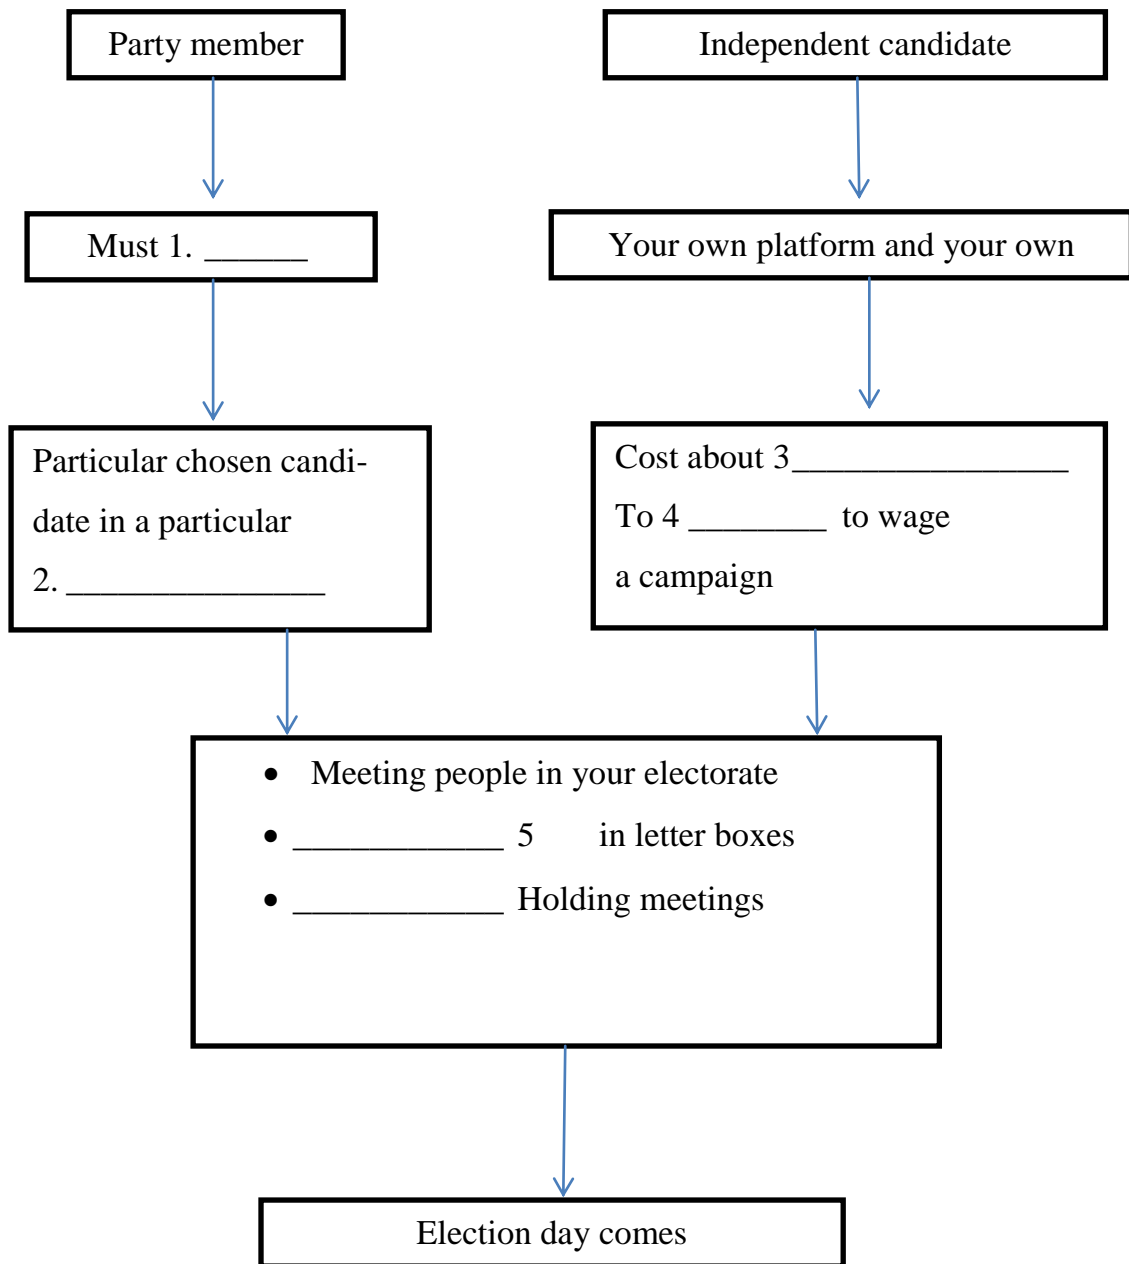 Party member
Independent candidate
Must 1. ______
Your own platform and your own
Particular chosen candi-
date in a particular
2. _______________
Cost about 3________________
To 4 ________ to wage
a campaign
• Meeting people in your electorate
• ____________ 5 in letter boxes
• ____________ Holding meetings
Election day comes